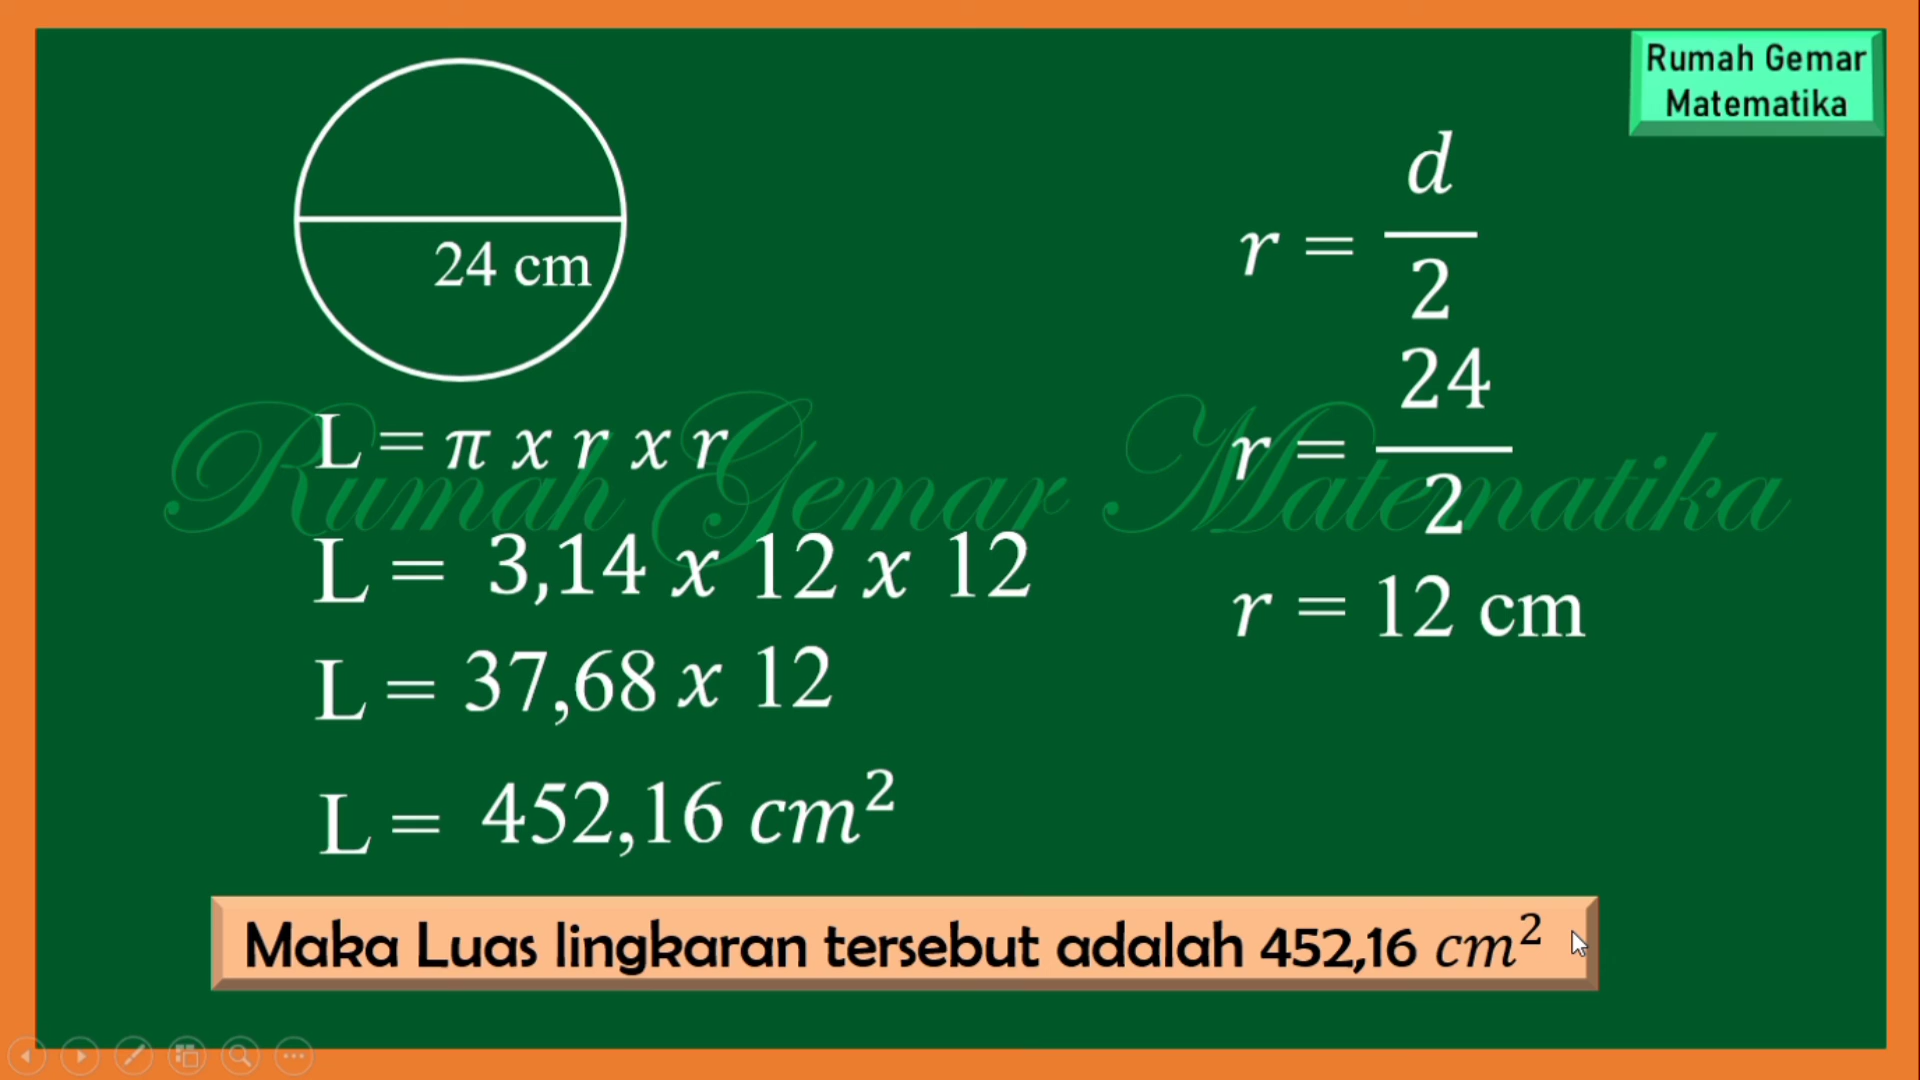 Rumah Gemar
Matematika
24 cm
L = π x r x r
L = 3,14 x 12 x 12
L = 37,68 x 12
L = 452,16 cm²
r = d/2
r = 24/2
r = 12 cm
Rumah Gemar Matematika
Maka Luas lingkaran tersebut adalah 452,16 cm²